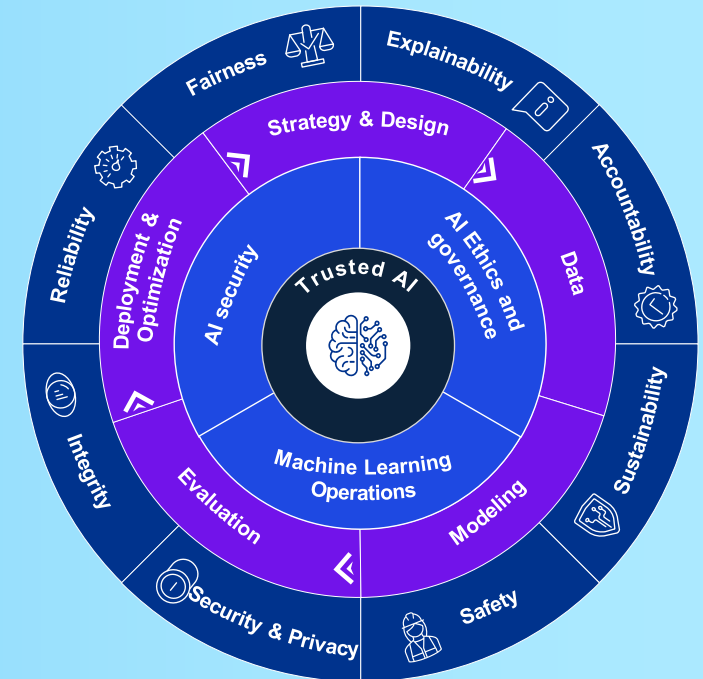 Fairness
Explainability
Accountability
Sustainability
Safety
Security & Privacy
Integrity
Reliability
Strategy & Design
Data
Modeling
Evaluation
Deployment &
Optimization
AI security
AI Ethics and
governance
Machine Learning
Operations
Trusted AI